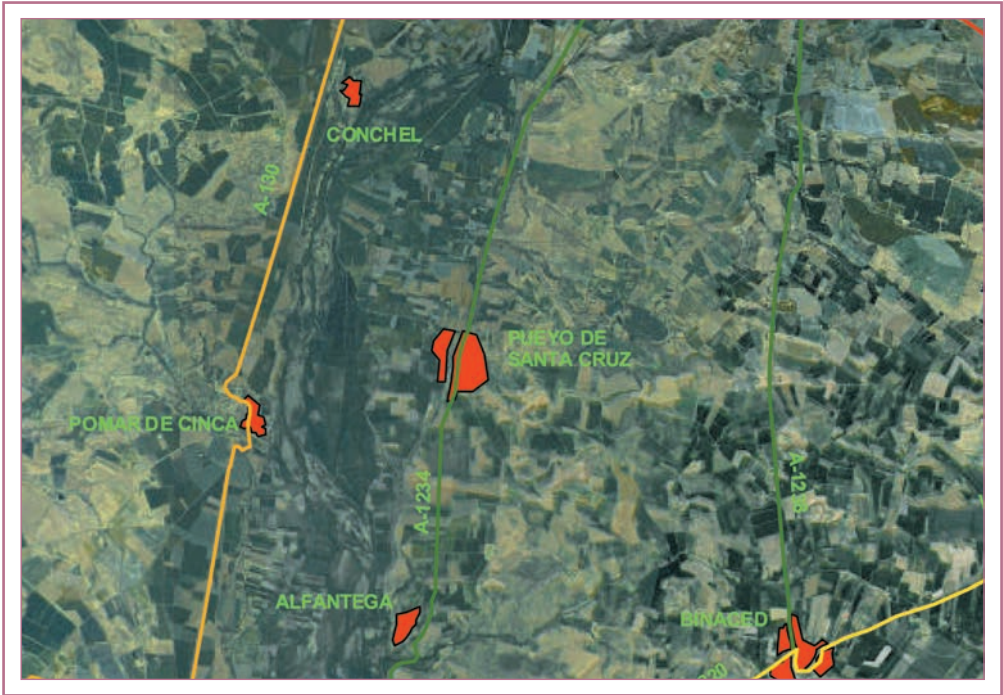 CONCHEL
A-130
PUEYO DE
SANTA CRUZ
POMAR DE CINCA
A-1234
ALFANTEGA
BINACED